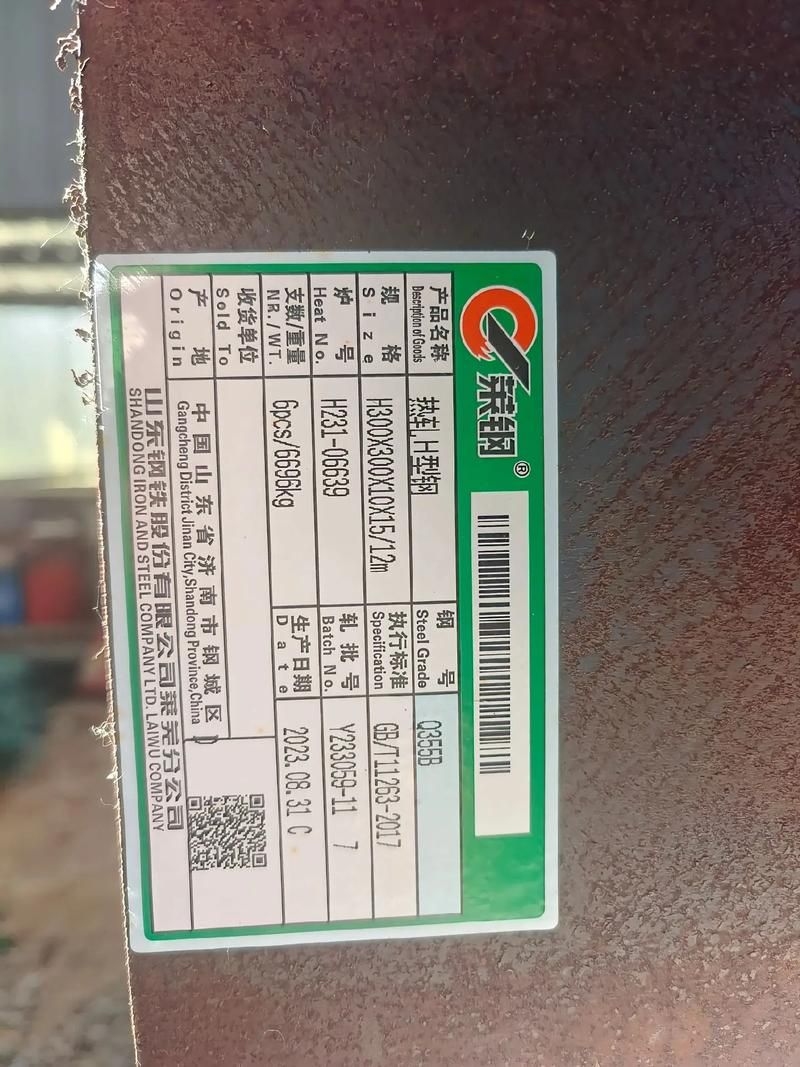 莱钢®
产品名称 热轧H型钢 钢 号 Q355B
Description of Goods Steel Grade
规 格 H300X300X10X15/12m 执行标准 GB/T11263-2017
Size Specification
炉 号 H231-06639 轧 批 号 Y233059-11 7
Heat No. Batch No.
支数/重量 6pcs/6696kg 生产日期 2023.08.31 C
NR./WT. Date
收货单位
Sold To
产 地 中国山东省济南市钢城区
Origin Gangcheng District Jinan City,Shandong Province,China
山东钢铁股份有限公司莱芜分公司
SHANDONG IRON AND STEEL COMPANY LTD. LAIWU COMPANY